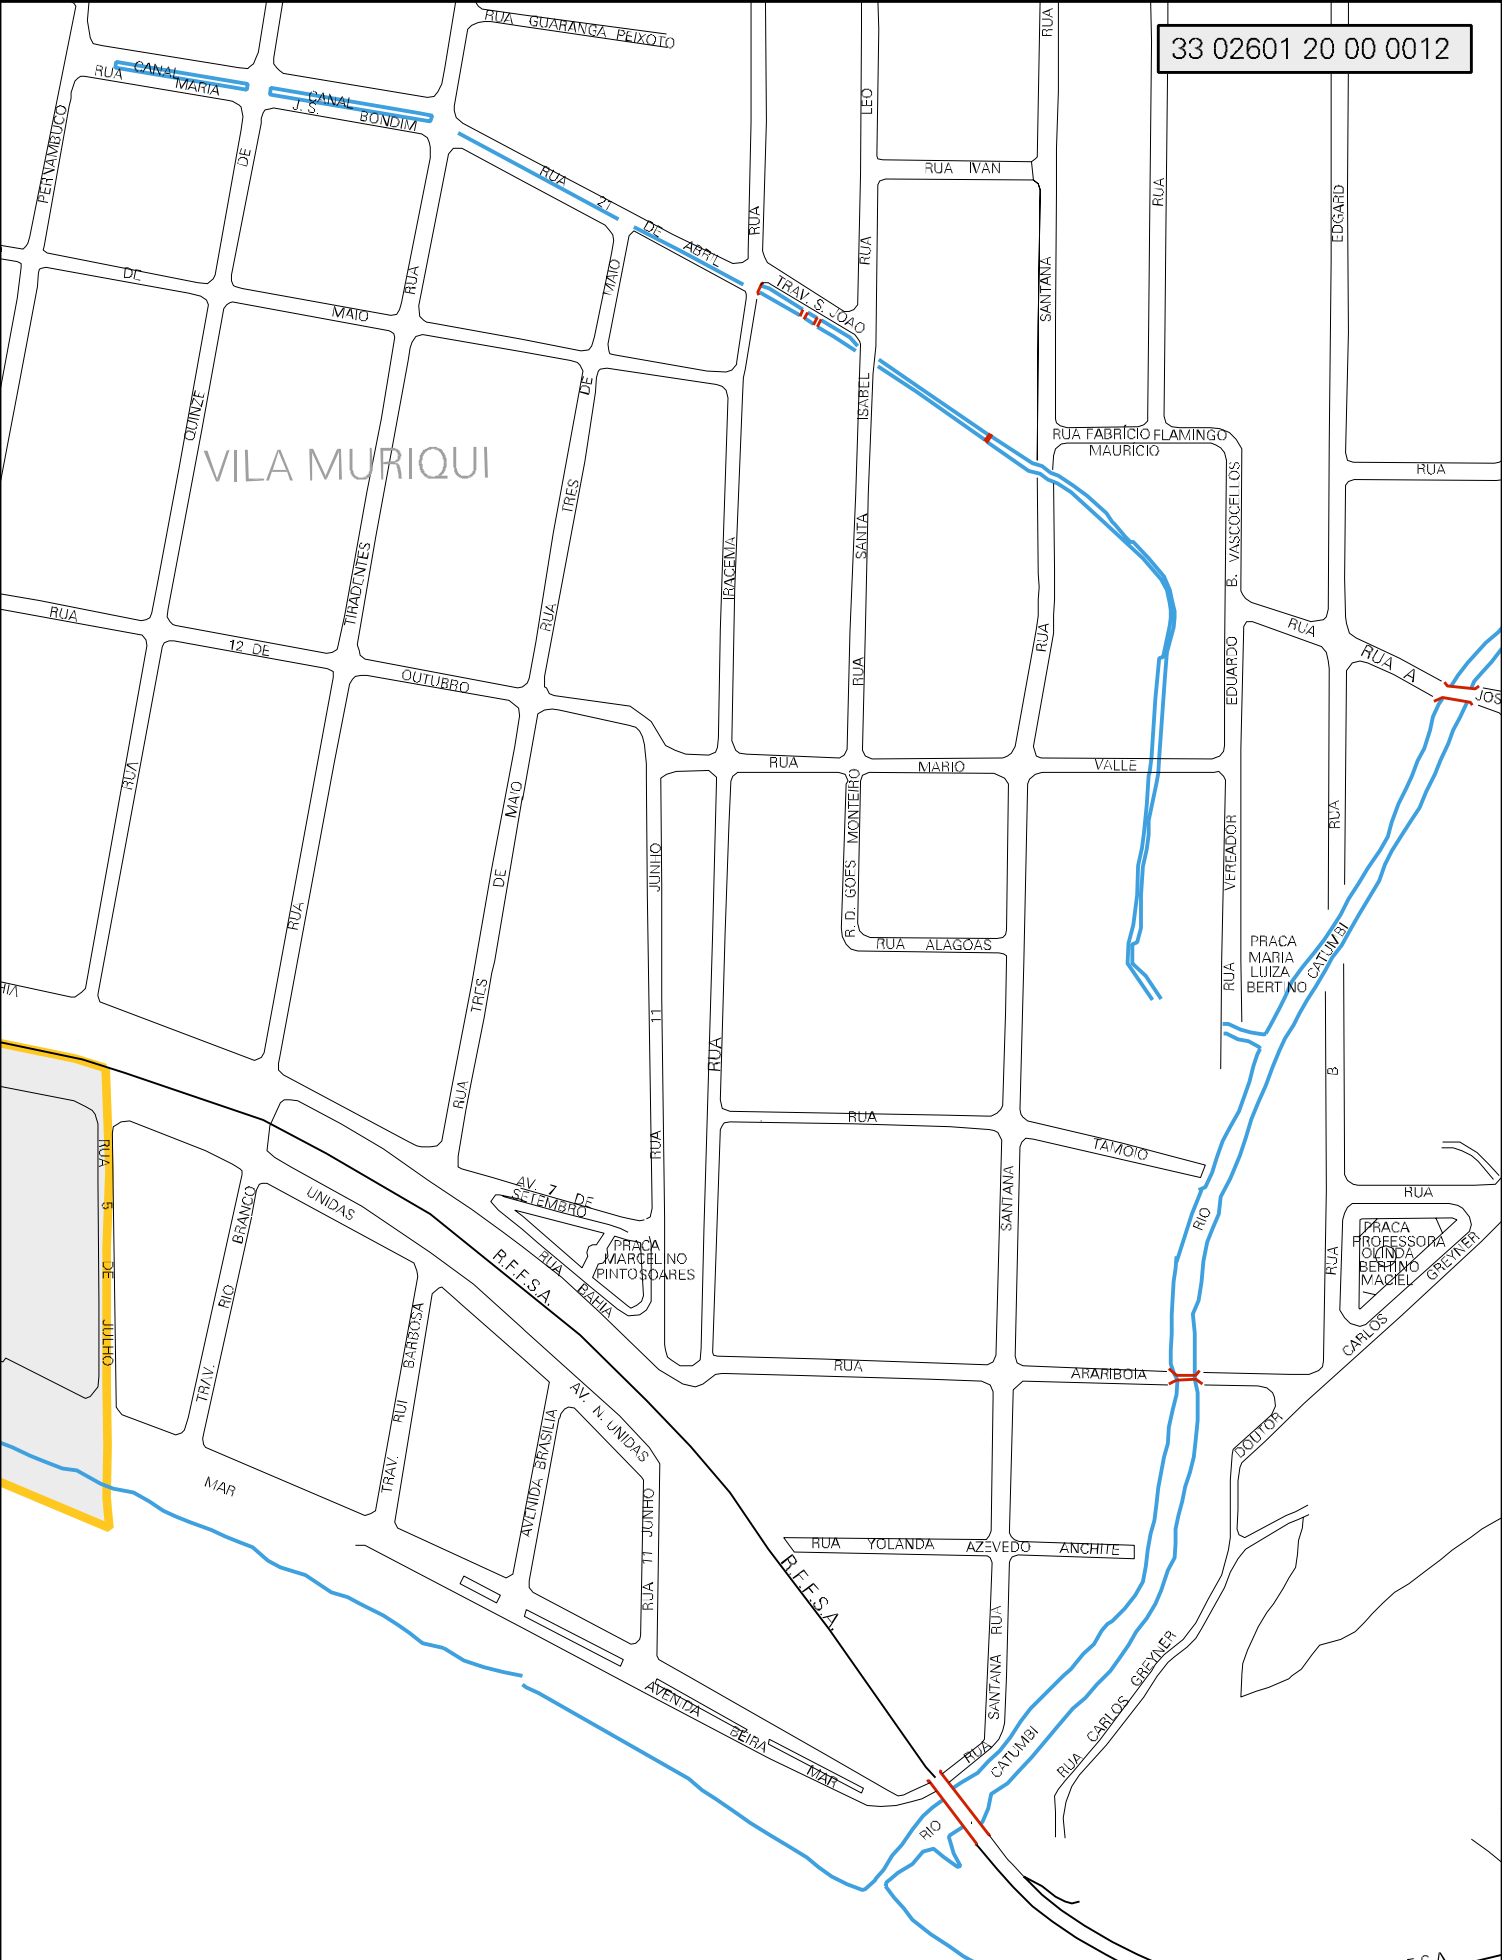 RUA GUARANGA PEIXOTO
33 02601 20 00 0012
RUA
RUA CANAL MARIA
CANAL
J. S. BONDIM
LEO
PERNAMBUCO
DE
RUA IVAN
RUA 21 DE ABRIL
RUA
RUA
RUA
EDGARD
DE
MAIO
RUA
MAIO
TRAV. S. JOAO
SANTANA
QUINZE
DE
ISABEL
RUA FABRÍCIO FLAMINGO
MAURICIO
RUA
VILA MURIQUI
TRES
SANTA
B. VASCOCELLOS
TIRADENTES
IRACEMA
RUA
12 DE
OUTUBRO
RUA
RUA
RUA
EDUARDO
RUA
RUA A
JOS
RUA
RUA MARIO VALLE
MAIO
R. D. GOES MONTEIRO
RUA
DE
JUNHO
VEREADOR
RUA
RUA ALAGOAS
PRACA
MARIA
LUIZA
BERTINO
CATUMBI
RUA
TRES
11
RUA
B
RUA
RUA
RUA
TAMOIO
RUA 5 DE JULHO
AV. 7 DE
SETEMBRO
UNIDAS
BRANCO
RIO
TRAV.
SANTANA
RIO
RUA
PRACA
MARCELINO
PINTO SOARES
R.F.F.S.A.
RUA BAHIA
RUA
PRACA
PROFESSORA
OLINDA
BERTINO
MACIEL
GREYNER
CARLOS
DOUTOR
BARBOSA
RUI
TRAV.
RUA
ARARIBOIA
AV. N. UNIDAS
AVENIDA BRASILIA
MAR
RUA 11 JUNHO
RUA YOLANDA AZEVEDO ANCHITE
R.F.F.S.A.
SANTANA RUA
RUA CARLOS GREYNER
AVENIDA BEIRA MAR
RUA
CATUMBI
RIO